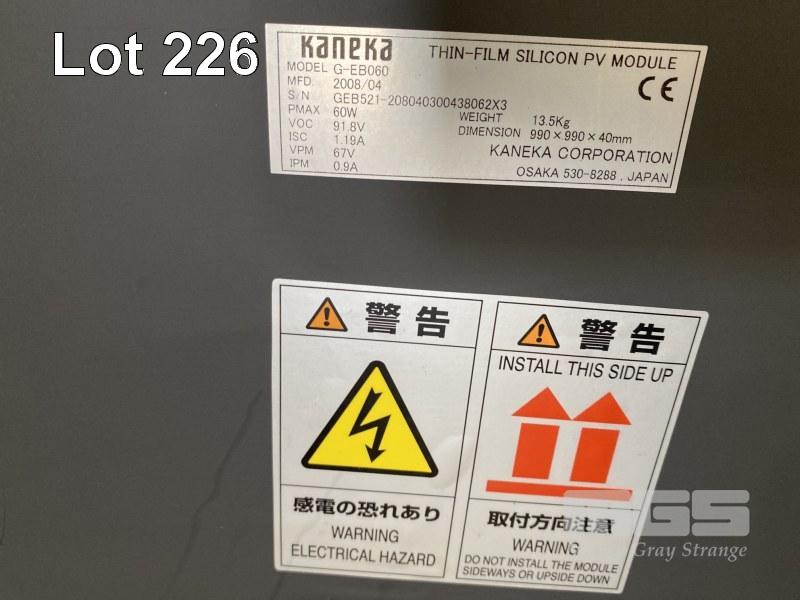 Lot 226
Kaneka THIN-FILM SILICON PV MODULE
MODEL G-EB060
MFD. 2008/04
S/N GEB521-208040300438062X3
PMAX 60W
VOC 91.8V
ISC 1.19A
VPM 67V
IPM 0.9A
CE
WEIGHT 13.5Kg
DIMENSION 990×990×40mm
KANEKA CORPORATION
OSAKA 530-8288 , JAPAN
警告
感電の恐れあり
WARNING
ELECTRICAL HAZARD
警告
INSTALL THIS SIDE UP
取付方向注意
WARNING
DO NOT INSTALL THE MODULE
SIDEWAYS OR UPSIDE DOWN
GS
Gray Strange